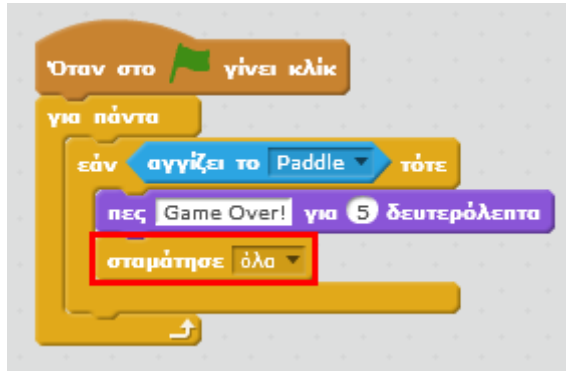 Όταν στο γίνει κλίκ
για πάντα
εάν αγγίζει το Paddle τότε
πες Game Over! για 5 δευτερόλεπτα
σταμάτησε όλα